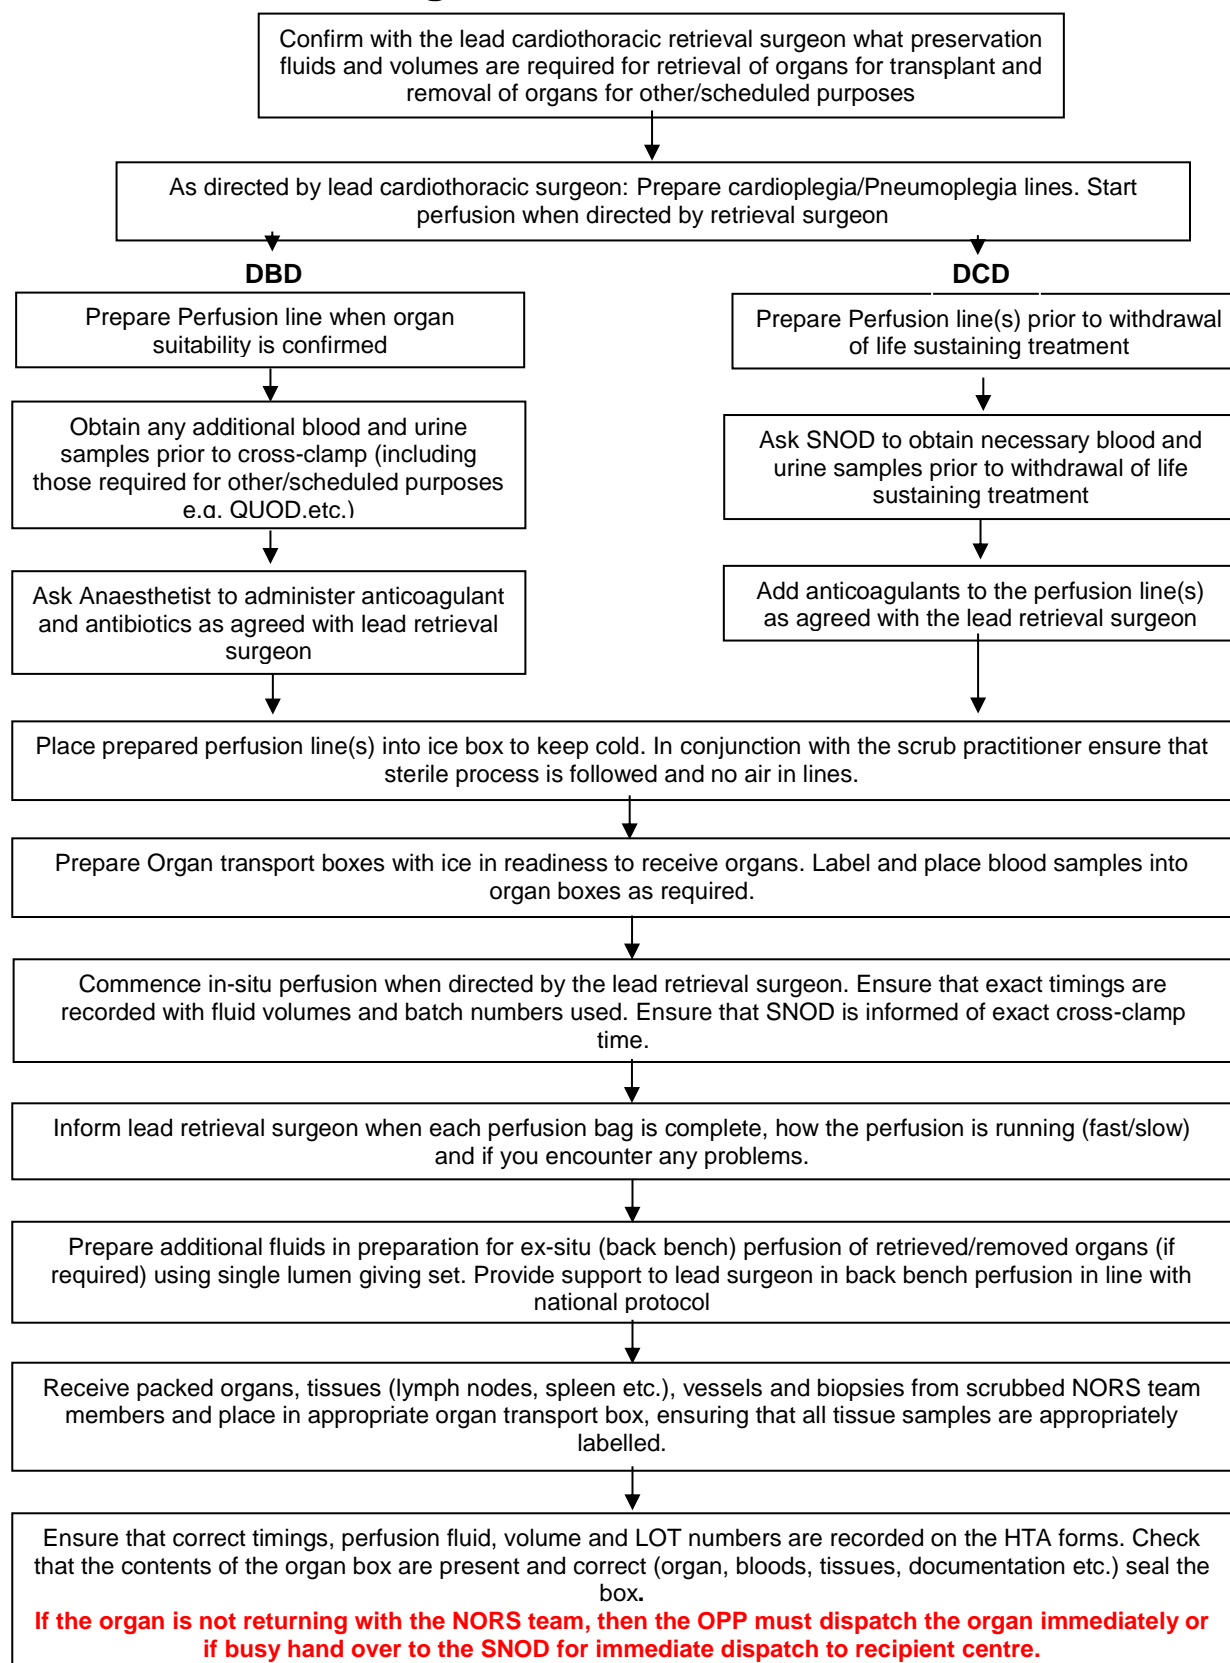 Confirm with the lead cardiothoracic retrieval surgeon what preservation
fluids and volumes are required for retrieval of organs for transplant and
removal of organs for other/scheduled purposes
As directed by lead cardiothoracic surgeon: Prepare cardioplegia/Pneumoplegia lines. Start
perfusion when directed by retrieval surgeon
DBD
Prepare Perfusion line when organ
suitability is confirmed
Obtain any additional blood and urine
samples prior to cross-clamp (including
those required for other/scheduled purposes
e.g. QUOD.etc.)
Ask Anaesthetist to administer anticoagulant
and antibiotics as agreed with lead retrieval
surgeon
DCD
Prepare Perfusion line(s) prior to withdrawal
of life sustaining treatment
Ask SNOD to obtain necessary blood and
urine samples prior to withdrawal of life
sustaining treatment
Add anticoagulants to the perfusion line(s)
as agreed with the lead retrieval surgeon
Place prepared perfusion line(s) into ice box to keep cold. In conjunction with the scrub practitioner ensure that
sterile process is followed and no air in lines.
Prepare Organ transport boxes with ice in readiness to receive organs. Label and place blood samples into
organ boxes as required.
Commence in-situ perfusion when directed by the lead retrieval surgeon. Ensure that exact timings are
recorded with fluid volumes and batch numbers used. Ensure that SNOD is informed of exact cross-clamp
time.
Inform lead retrieval surgeon when each perfusion bag is complete, how the perfusion is running (fast/slow)
and if you encounter any problems.
Prepare additional fluids in preparation for ex-situ (back bench) perfusion of retrieved/removed organs (if
required) using single lumen giving set. Provide support to lead surgeon in back bench perfusion in line with
national protocol
Receive packed organs, tissues (lymph nodes, spleen etc.), vessels and biopsies from scrubbed NORS team
members and place in appropriate organ transport box, ensuring that all tissue samples are appropriately
labelled.
Ensure that correct timings, perfusion fluid, volume and LOT numbers are recorded on the HTA forms. Check
that the contents of the organ box are present and correct (organ, bloods, tissues, documentation etc.) seal the
box.
If the organ is not returning with the NORS team, then the OPP must dispatch the organ immediately or
if busy hand over to the SNOD for immediate dispatch to recipient centre.